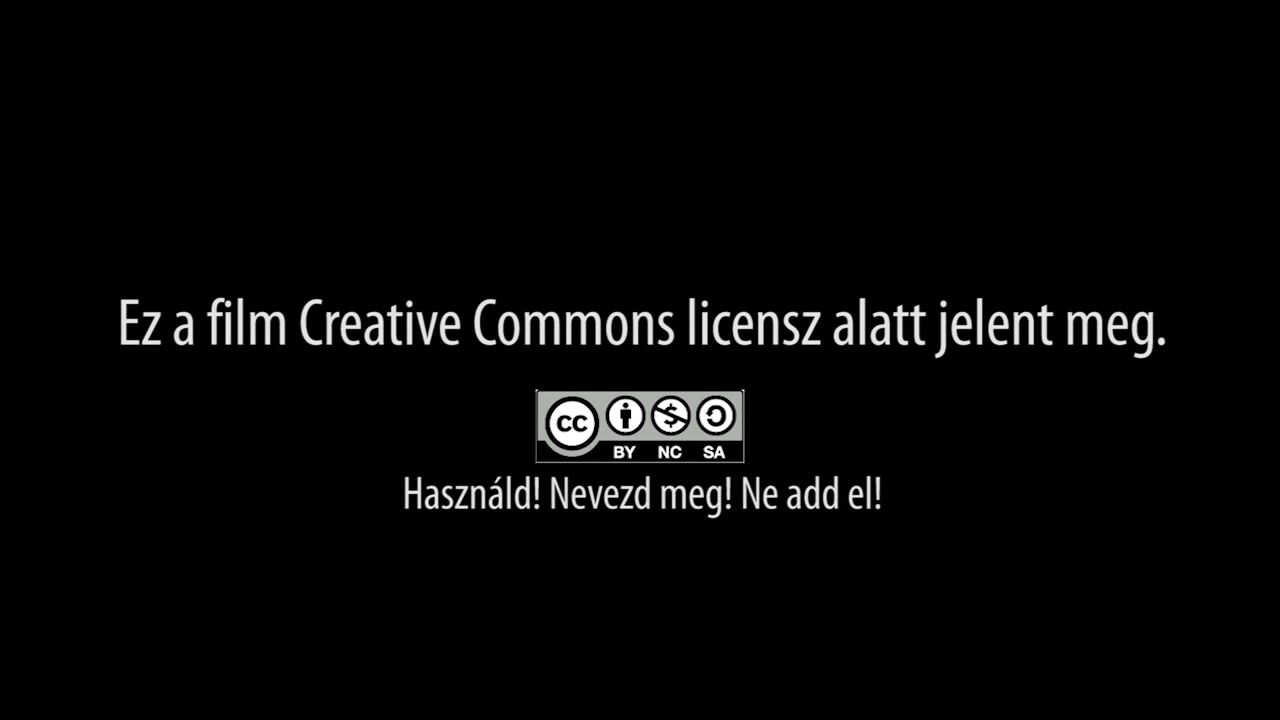 Ez a film Creative Commons licensz alatt jelent meg.
cc
BY NC SA
Használd! Nevezd meg! Ne add el!